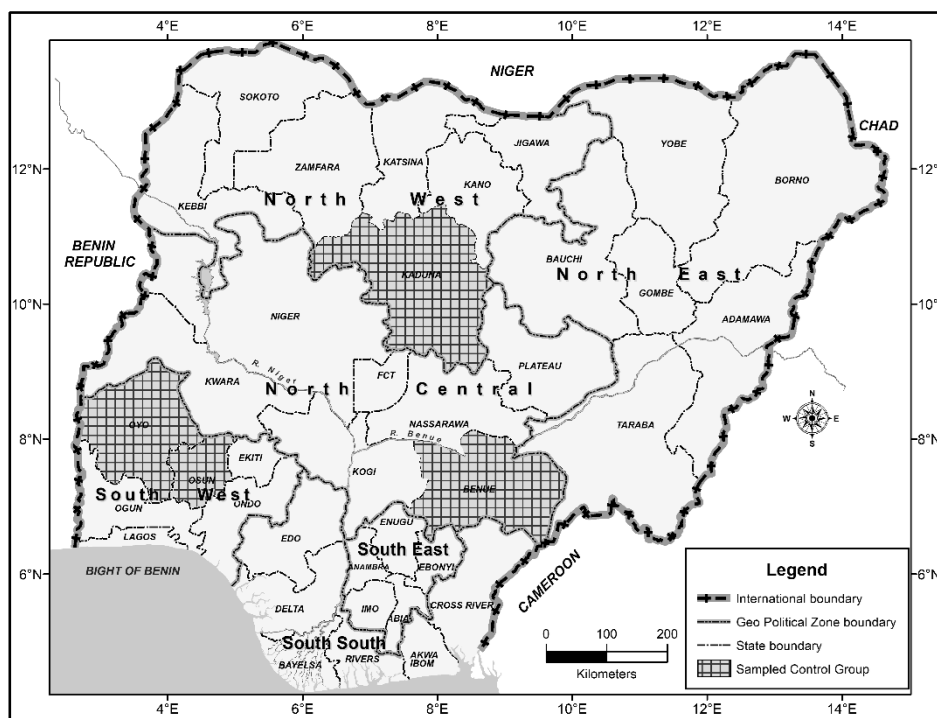 4°E 6°E 8°E 10°E 12°E 14°E
NIGER
SOKOTO
CHAD
JIGAWA
YOBE
12°N
ZAMFARA
KATSINA
BORNO
KANO
12°N
North West
KEBBI
BENIN
REPUBLIC
BAUCHI
KADUNA
North East
GOMBE
10°N
NIGER
ADAMAWA
10°N
R. Niger
FCT
PLATEAU
KWARA
North Central
N
W E
S
OYO
NASSARAWA
TARABA
8°N
R. Benue
8°N
EKITI
KOGI
OSUN
BENUE
South West
OGUN
ONDO
ENUGU
LAGOS
EDO
South East
BIGHT OF BENIN
ANAMBRA
EBONYI
6°N
CAMEROON
6°N
DELTA
IMO
ABIA
CROSS RIVER
South South
BAYELSA
RIVERS
AKWA
IBOM
0 100 200
Kilometers
Legend
International boundary
Geo Political Zone boundary
State boundary
Sampled Control Group
4°E 6°E 8°E 10°E 12°E 14°E